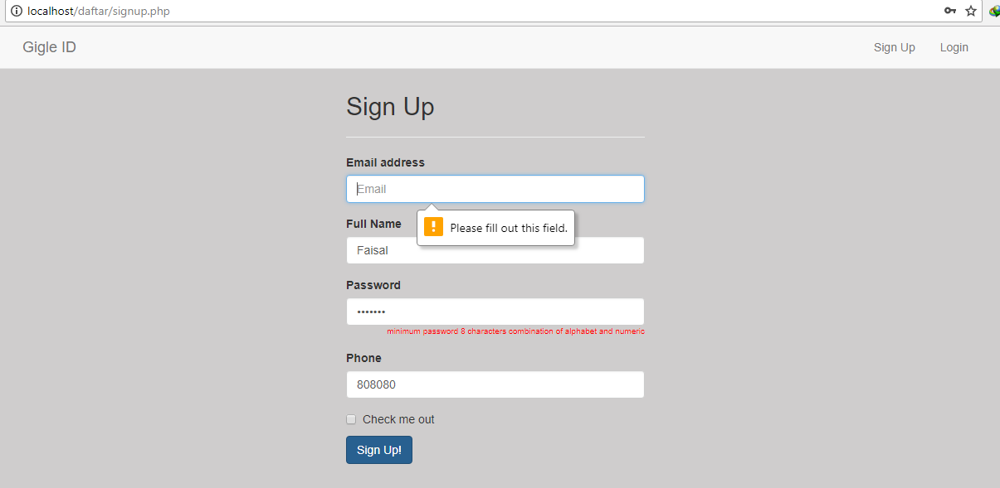 localhost/daftar/signup.php
Gigle ID Sign Up Login
Sign Up
Email address
Email
Please fill out this field.
Full Name
Faisal
Password
•••••••
minimum password 8 characters combination of alphabet and numeric
Phone
808080
Check me out
Sign Up!